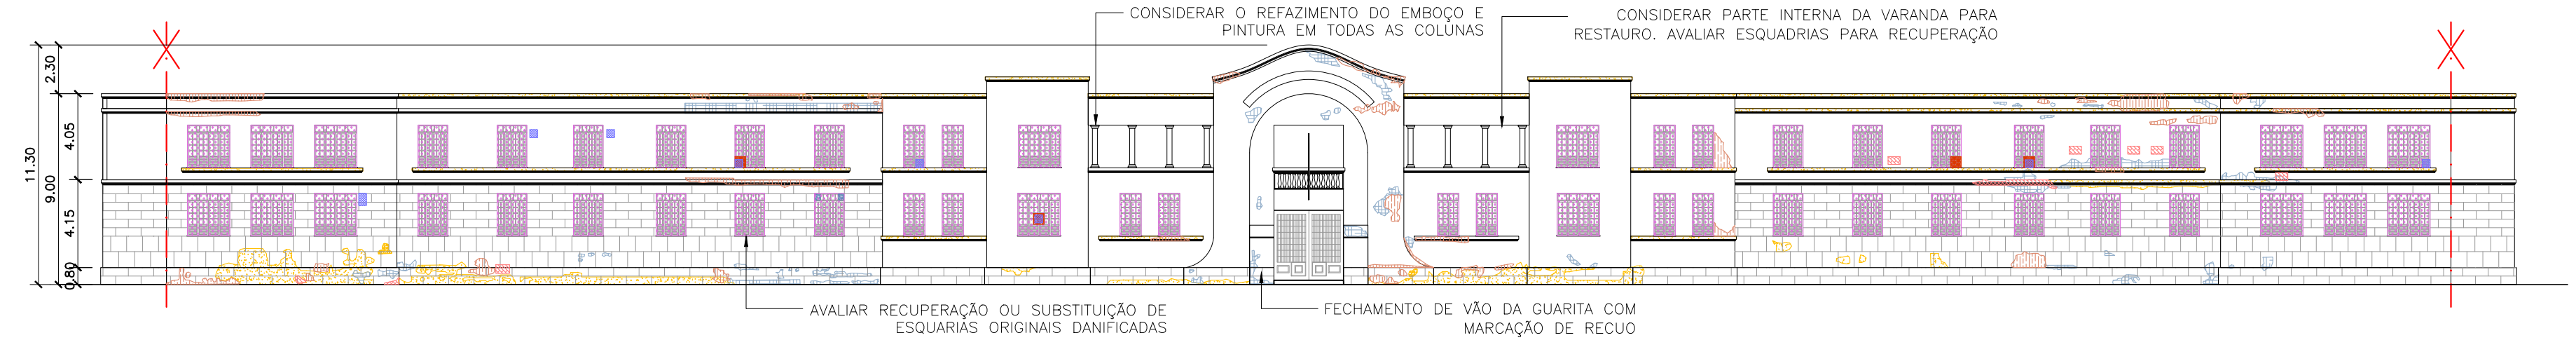 CONSIDERAR O REFAZIMENTO DO EMBOÇO E
PINTURA EM TODAS AS COLUNAS
CONSIDERAR PARTE INTERNA DA VARANDA PARA
RESTAURO. AVALIAR ESQUADRIAS PARA RECUPERAÇÃO
2.30
4.05
11.30
9.00
4.15
0.80
AVALIAR RECUPERAÇÃO OU SUBSTITUIÇÃO DE
ESQUARIAS ORIGINAIS DANIFICADAS
FECHAMENTO DE VÃO DA GUARITA COM
MARCAÇÃO DE RECUO